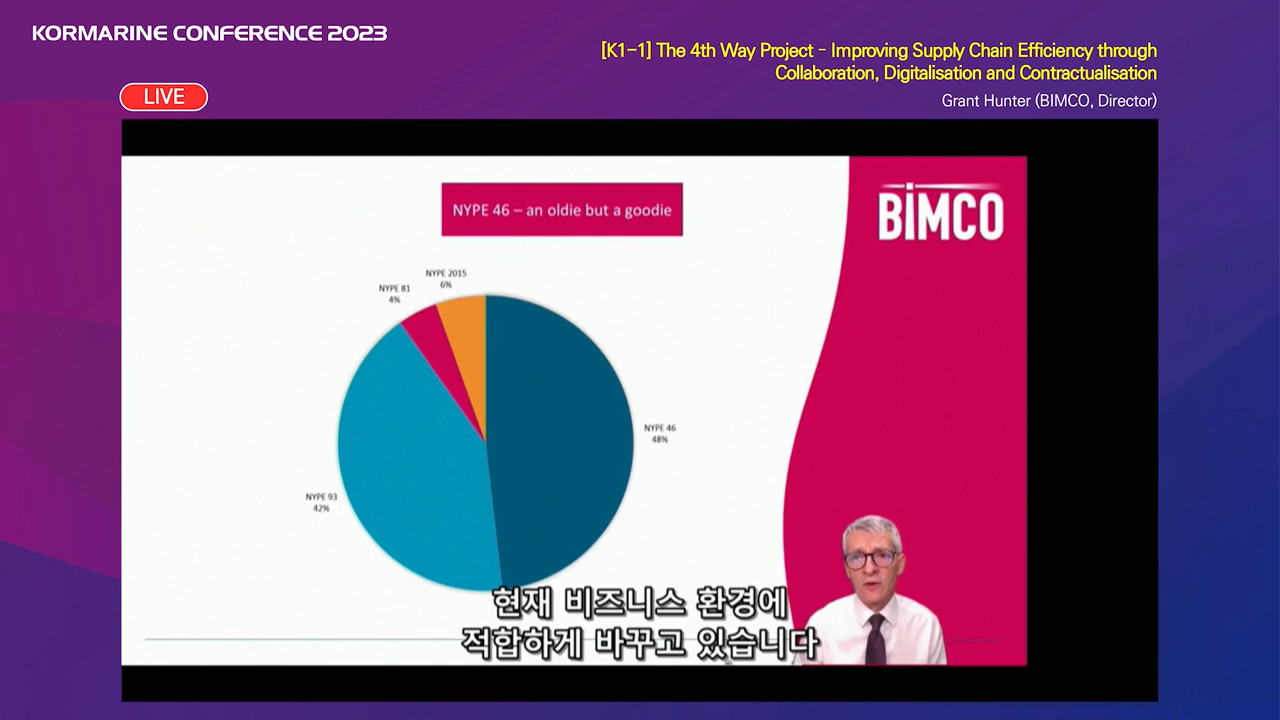 KORMARINE CONFERENCE 2023
[K1-1] The 4th Way Project - Improving Supply Chain Efficiency through
Collaboration, Digitalisation and Contractualisation
Grant Hunter (BIMCO, Director)
LIVE
NYPE 46 – an oldie but a goodie
BIMCO
NYPE 2015
6%
NYPE 81
4%
NYPE 46
48%
NYPE 93
42%
현재 비즈니스 환경에
적합하게 바꾸고 있습니다